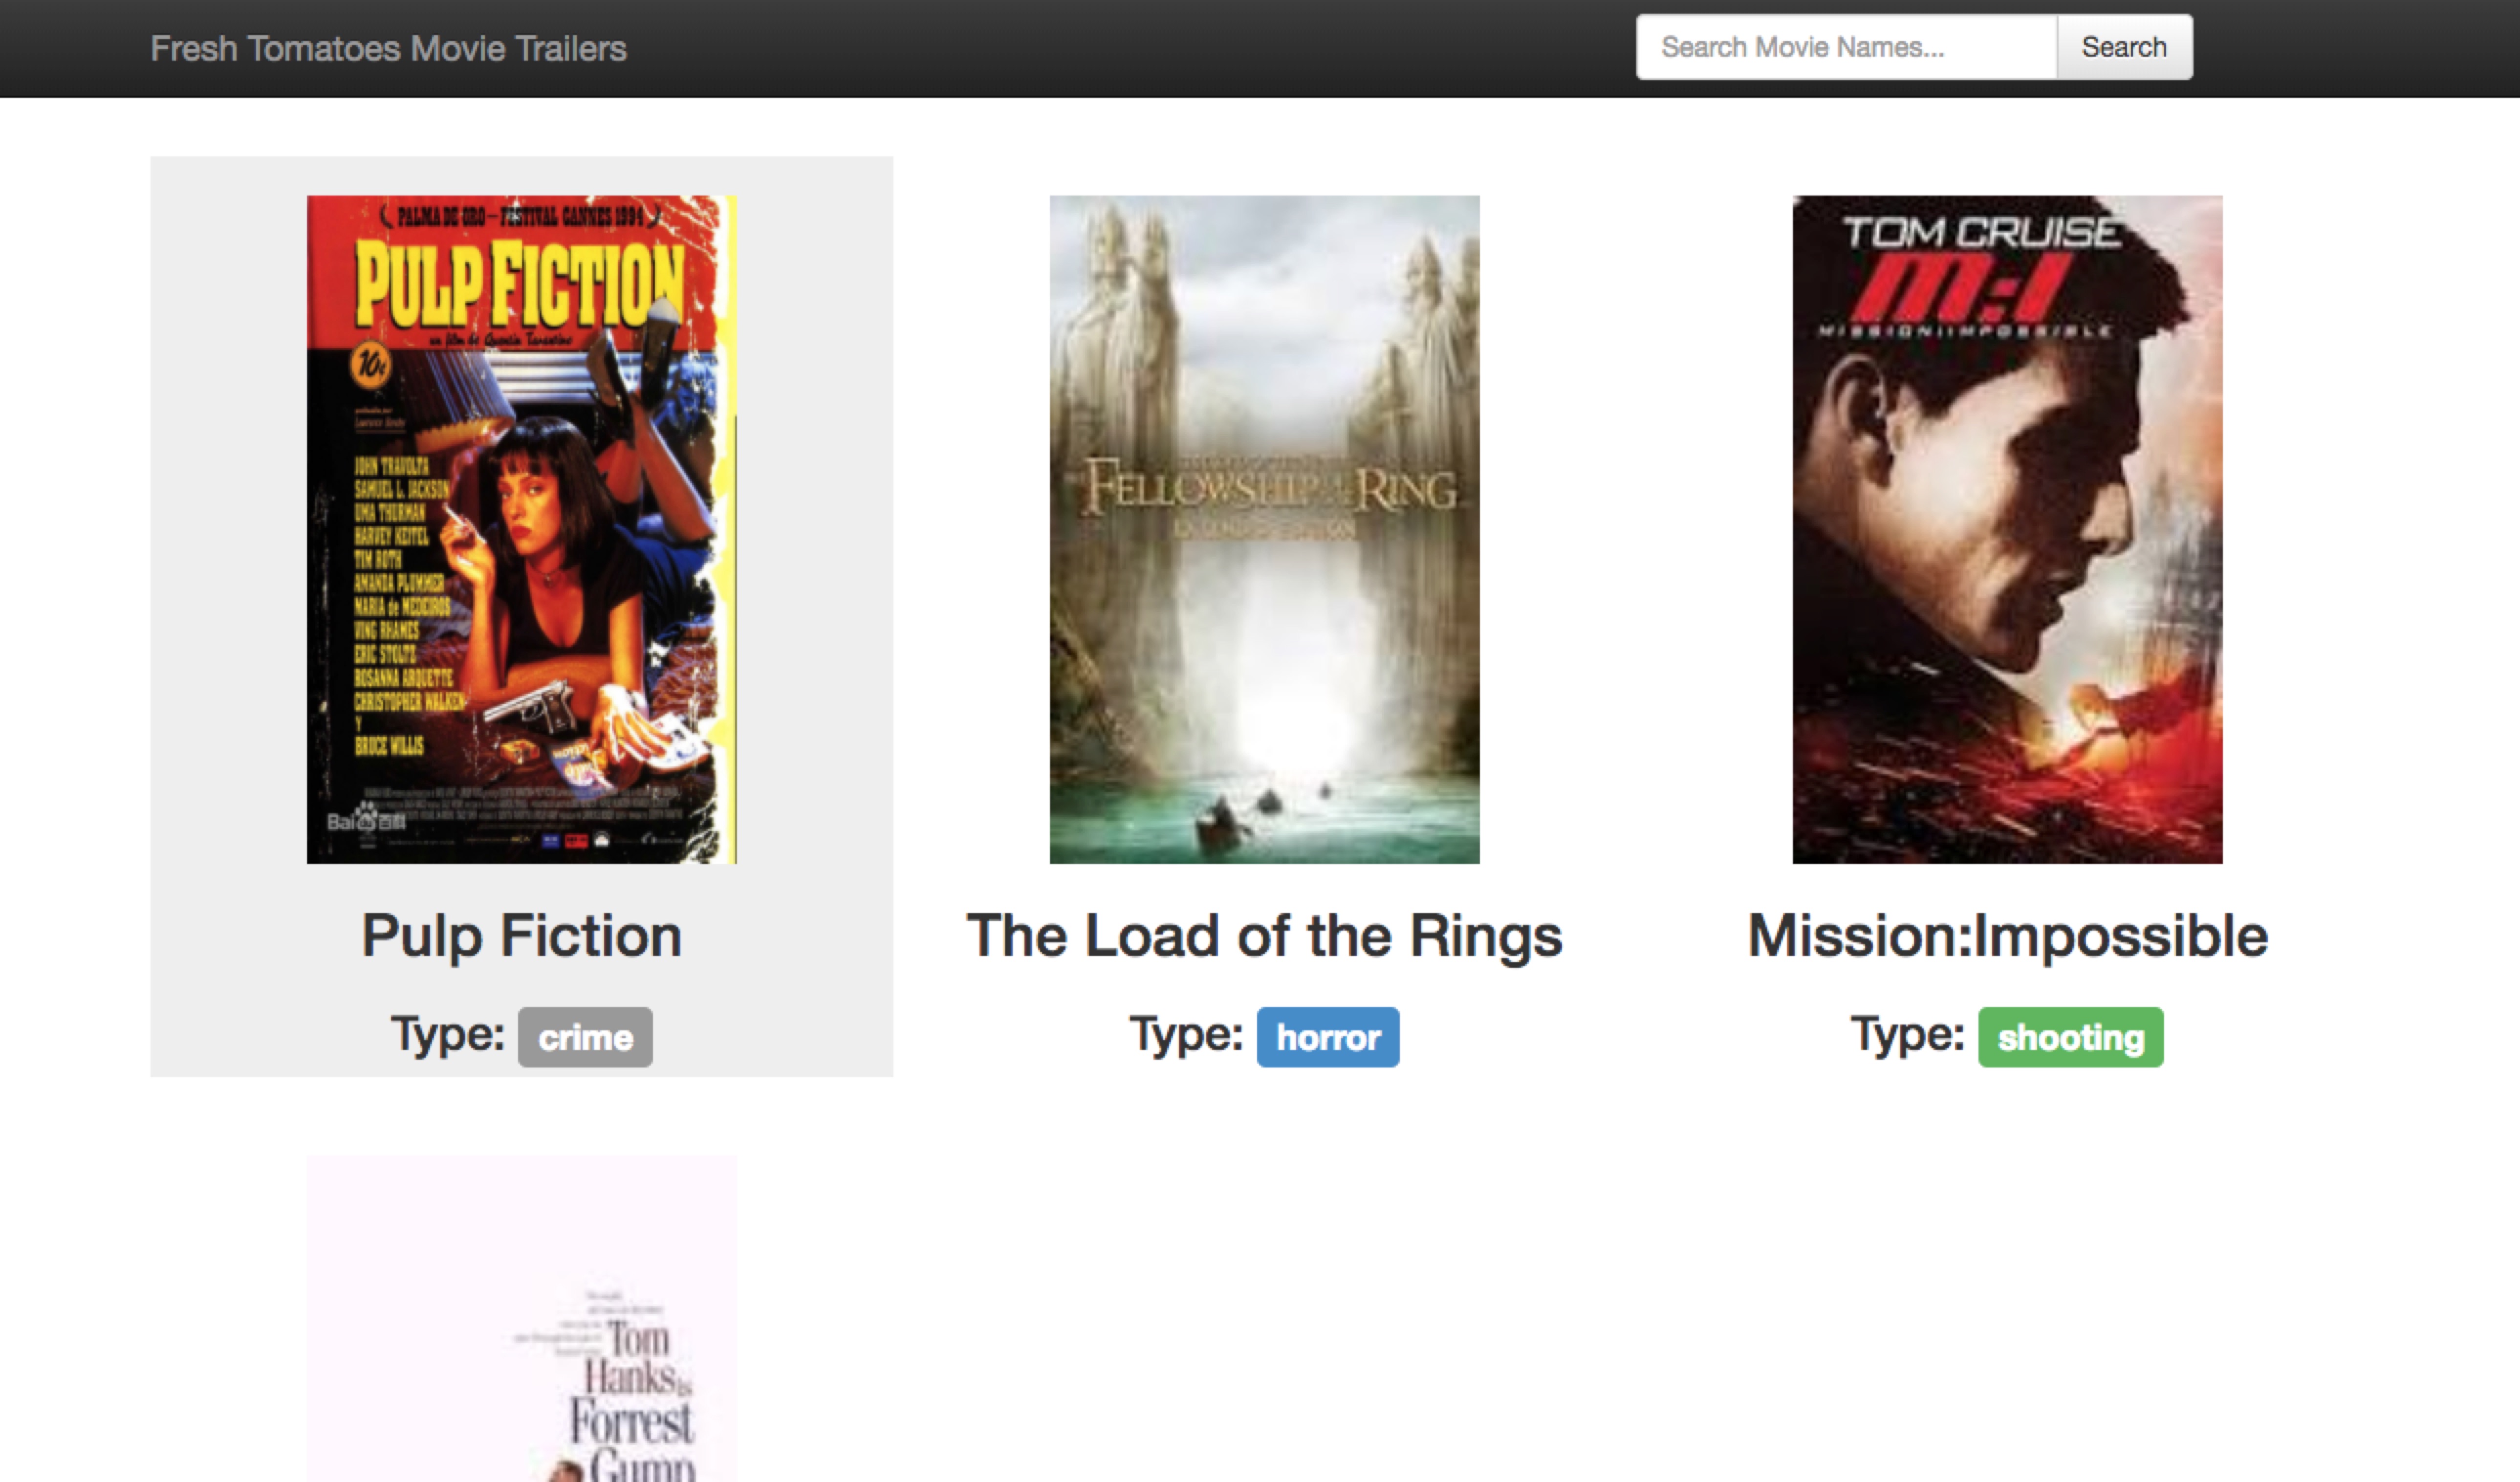 Fresh Tomatoes Movie Trailers
Search Movie Names...
Search
PALMA DE ORO – FESTIVAL CANNES 1994
PULP FICTION
un film de Quentin Tarantino
10¢
JOHN TRAVOLTA
SAMUEL L. JACKSON
UMA THURMAN
HARVEY KEITEL
TIM ROTH
AMANDA PLUMMER
MARIA de MEDEIROS
VING RHAMES
ERIC STOLTZ
ROSANNA ARQUETTE
CHRISTOPHER WALKEN
Y
BRUCE WILLIS
Bai百科
Pulp Fiction
Type: crime
FELLOWSHIP RING
The Load of the Rings
Type: horror
TOM CRUISE
M:I
MISSION:IMPOSSIBLE
Mission:Impossible
Type: shooting
Tom
Hanks is
Forrest
Gump